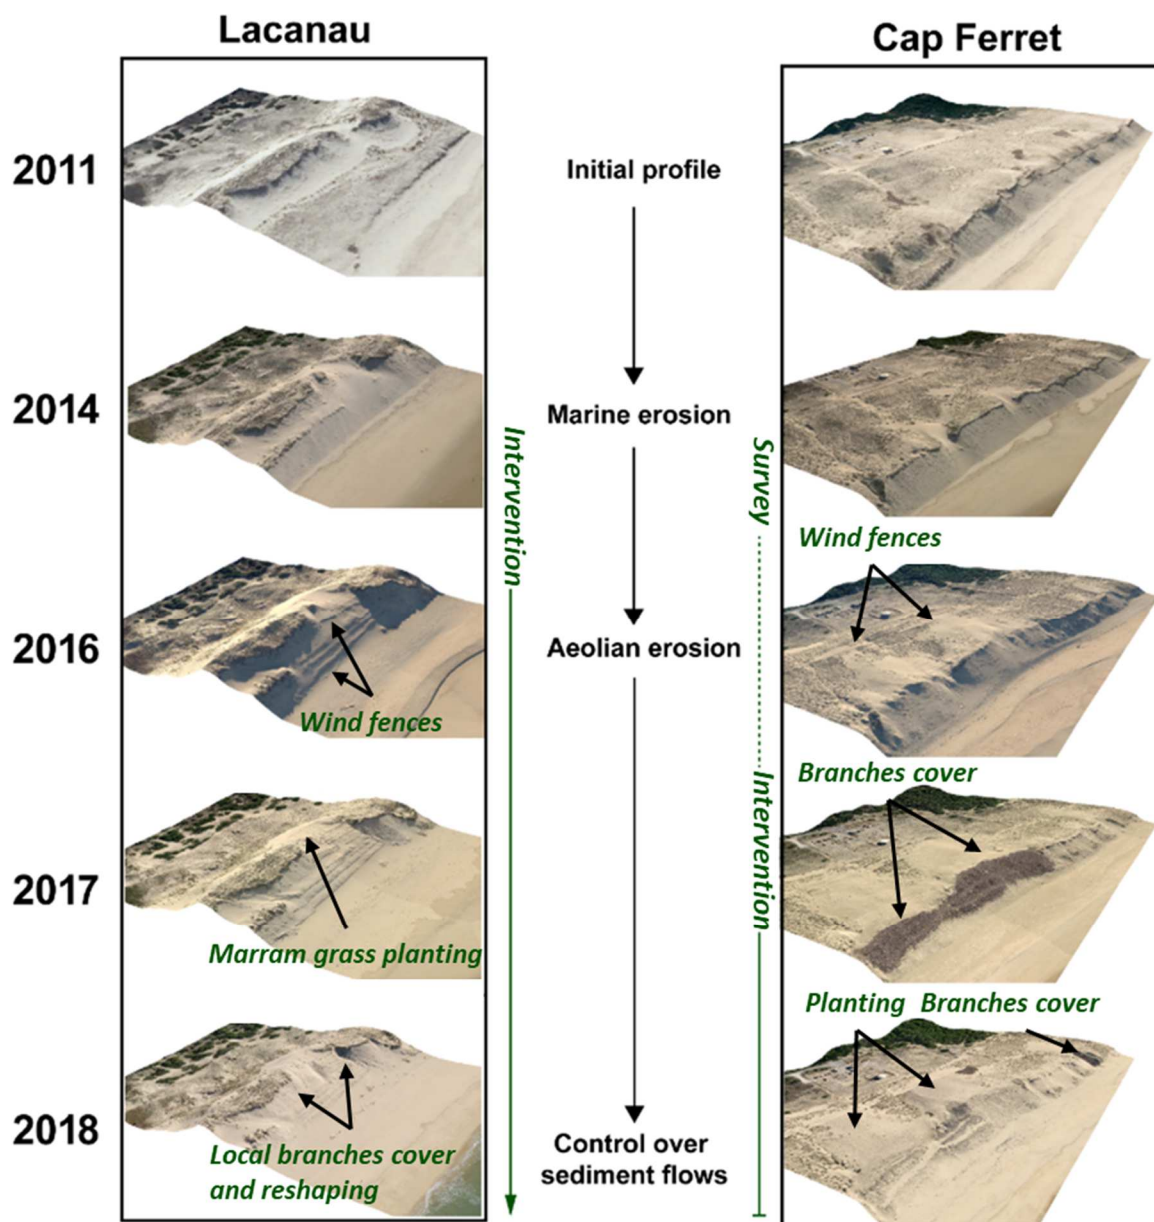 Lacanau
Cap Ferret
2011
Initial profile
2014
Marine erosion
Intervention
Survey
Wind fences
2016
Aeolian erosion
Wind fences
Intervention
Branches cover
2017
Marram grass planting
Planting Branches cover
2018
Local branches cover
and reshaping
Control over
sediment flows